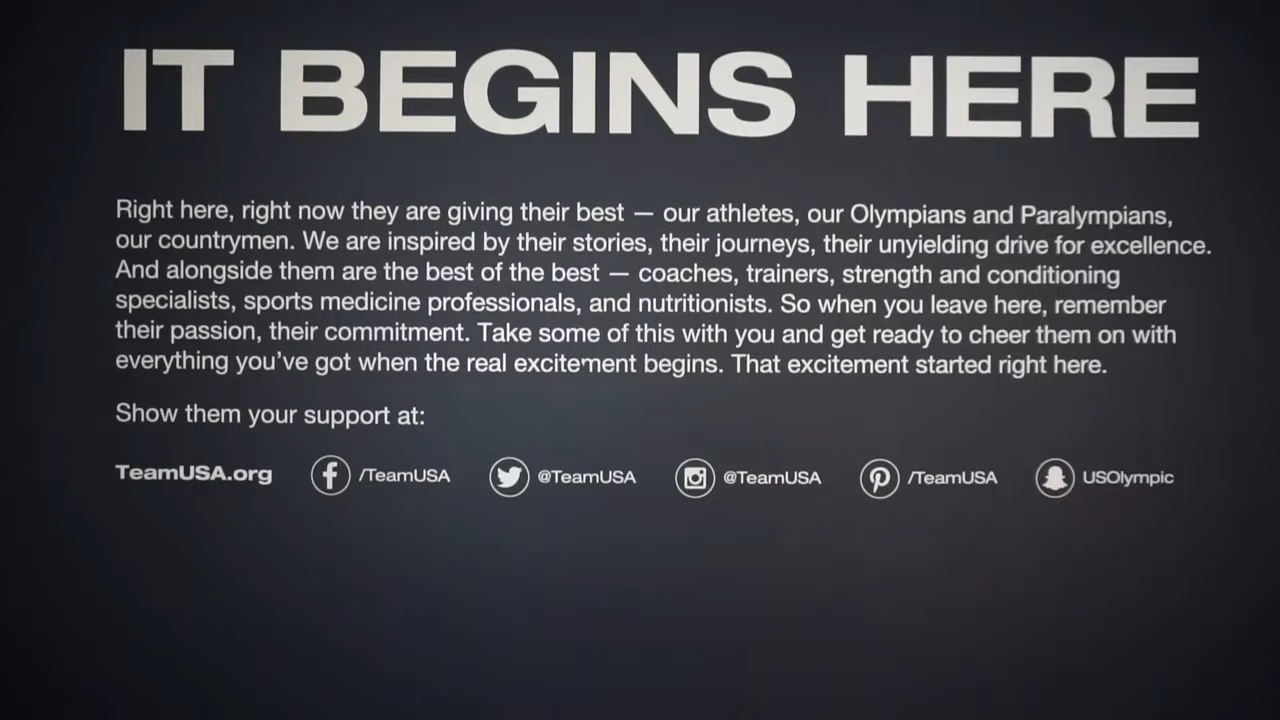 IT BEGINS HERE
Right here, right now they are giving their best — our athletes, our Olympians and Paralympians,
our countrymen. We are inspired by their stories, their journeys, their unyielding drive for excellence.
And alongside them are the best of the best — coaches, trainers, strength and conditioning
specialists, sports medicine professionals, and nutritionists. So when you leave here, remember
their passion, their commitment. Take some of this with you and get ready to cheer them on with
everything you’ve got when the real excitement begins. That excitement started right here.
Show them your support at:
TeamUSA.org /TeamUSA @TeamUSA @TeamUSA /TeamUSA USOlympic